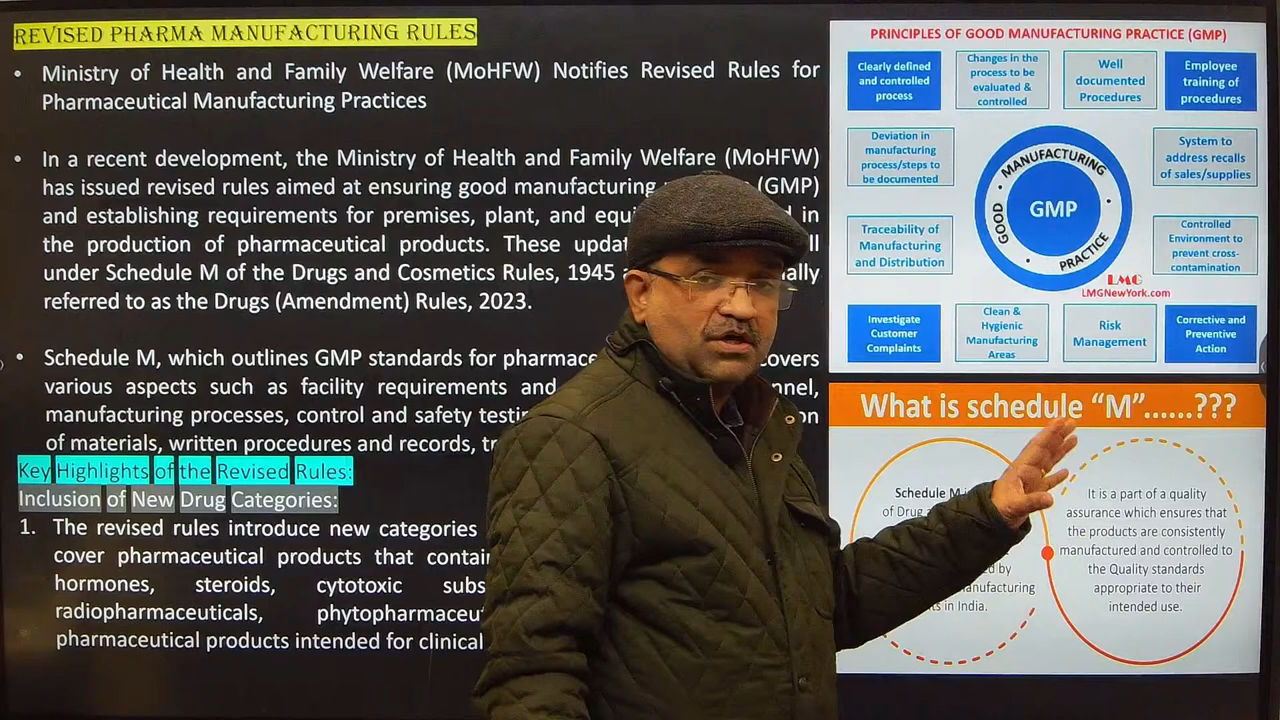 REVISED PHARMA MANUFACTURING RULES
• Ministry of Health and Family Welfare (MoHFW) Notifies Revised Rules for
Pharmaceutical Manufacturing Practices
• In a recent development, the Ministry of Health and Family Welfare (MoHFW)
has issued revised rules aimed at ensuring good manufacturing (GMP)
and establishing requirements for premises, plant, and in
the production of pharmaceutical products. These
under Schedule M of the Drugs and Cosmetics Rules, 1945
referred to as the Drugs (Amendment) Rules, 2023.
• Schedule M, which outlines GMP standards for
various aspects such as facility requirements and
manufacturing processes, control and safety
of materials, written procedures and records,
Key Highlights of the Revised Rules:
Inclusion of New Drug Categories:
1. The revised rules introduce new categories
cover pharmaceutical products that
hormones, steroids, cytotoxic
radiopharmaceuticals,
pharmaceutical products intended for clinical
PRINCIPLES OF GOOD MANUFACTURING PRACTICE (GMP)
Clearly defined
and controlled
process
Changes in the
process to be
evaluated &
controlled
Well
documented
Procedures
Employee
training of
procedures
Deviation in
manufacturing
process/steps to
be documented
System to
address recalls
of sales/supplies
GOOD • MANUFACTURING • PRACTICE •
GMP
Traceability of
Manufacturing
and Distribution
Controlled
Environment to
prevent cross-
contamination
LMG
LMGNewYork.com
Investigate
Customer
Complaints
Clean &
Hygienic
Manufacturing
Areas
Risk
Management
Corrective and
Preventive
Action
What is schedule “M”......???
Schedule M
of Drug
by
in India.
It is a part of a quality
assurance which ensures that
the products are consistently
manufactured and controlled to
the Quality standards
appropriate to their
intended use.